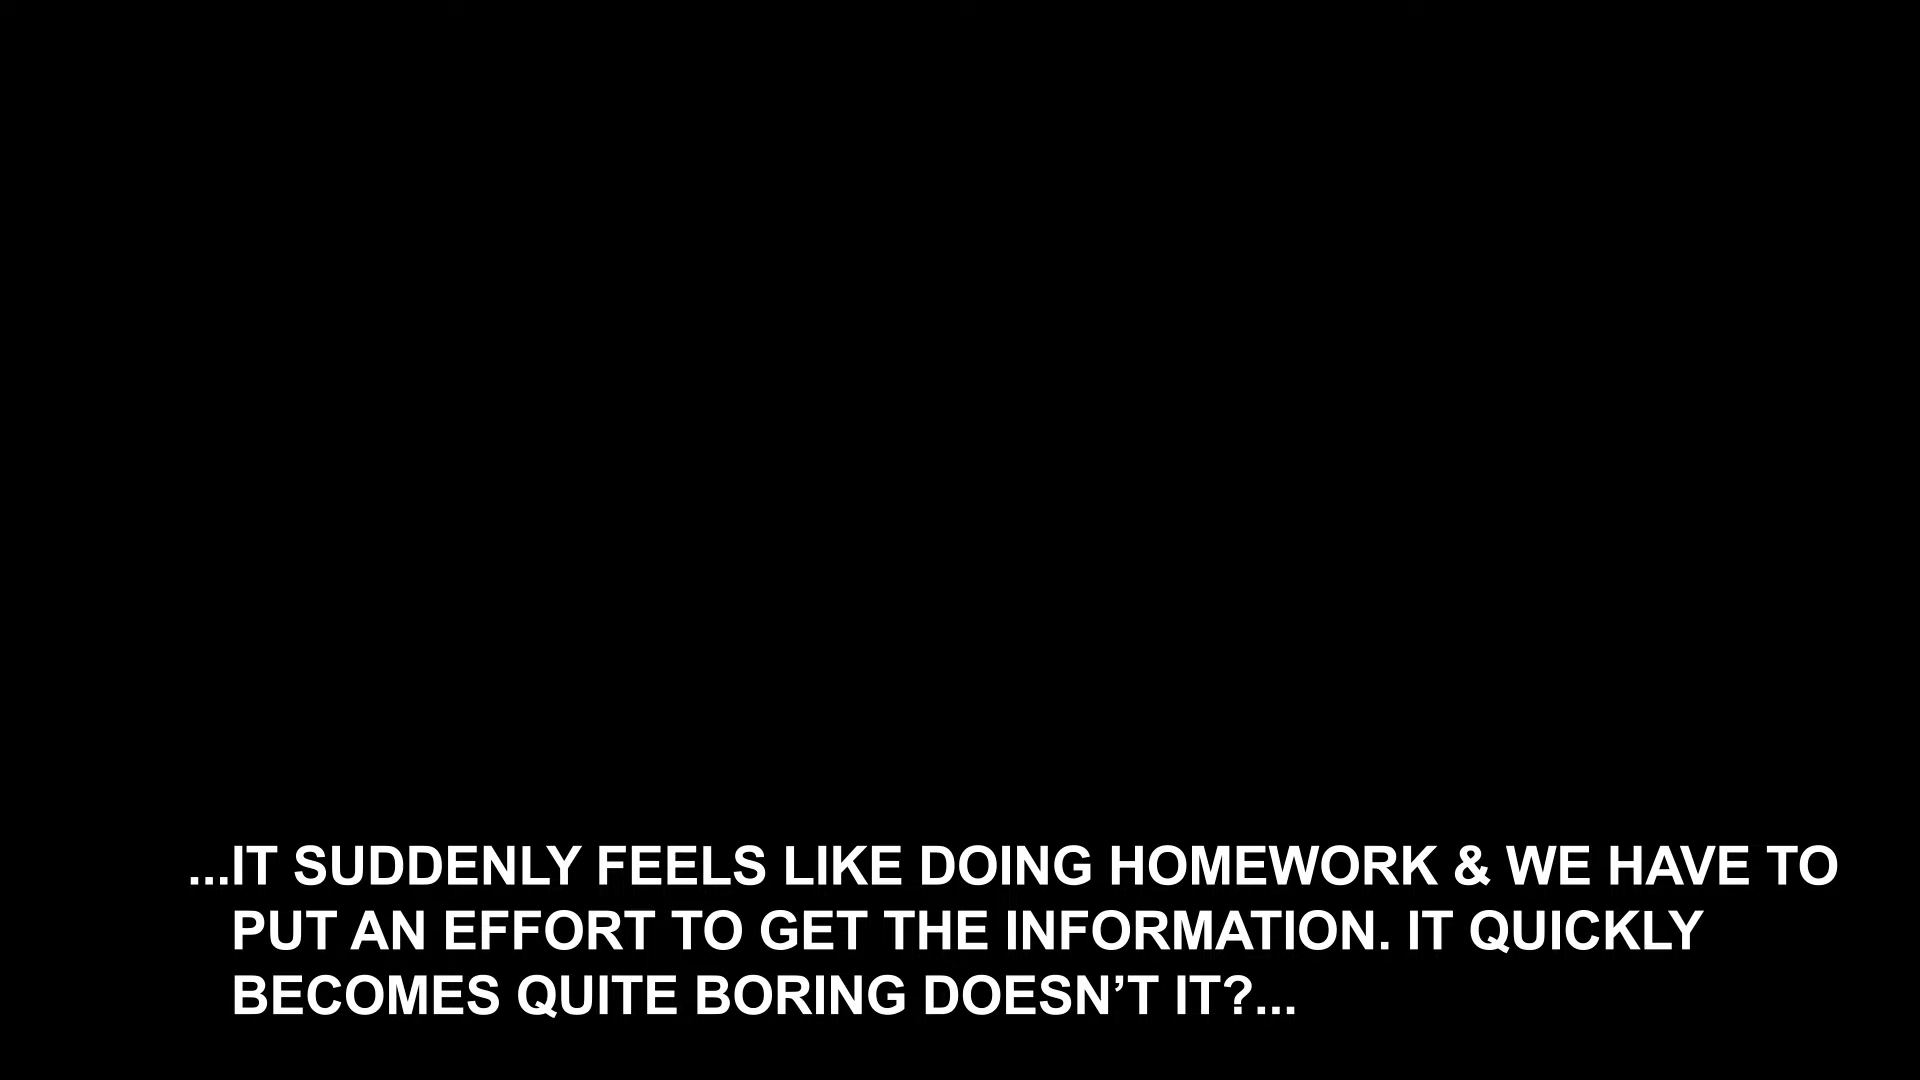 ...IT SUDDENLY FEELS LIKE DOING HOMEWORK & WE HAVE TO
PUT AN EFFORT TO GET THE INFORMATION. IT QUICKLY
BECOMES QUITE BORING DOESN’T IT?...